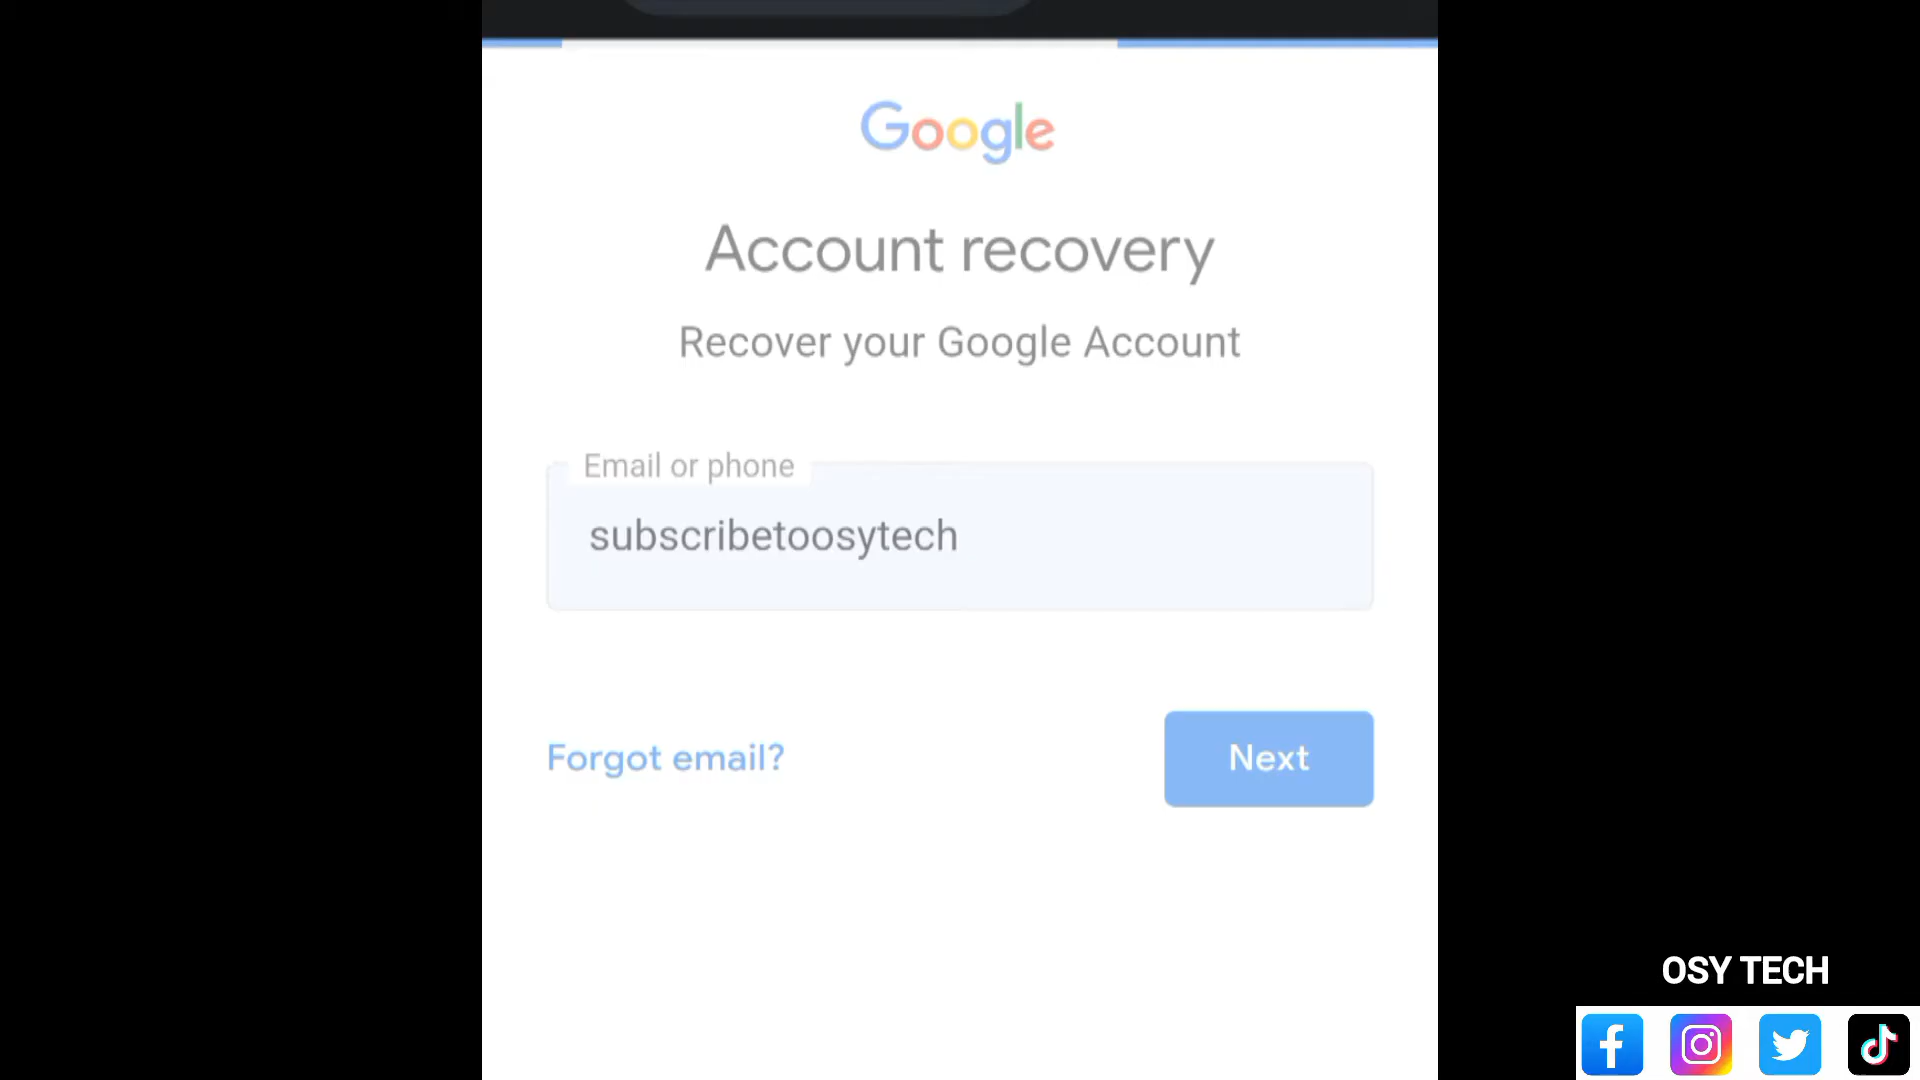 Google
Account recovery
Recover your Google Account
Email or phone
subscribetoosytech
Forgot email?
Next
OSY TECH